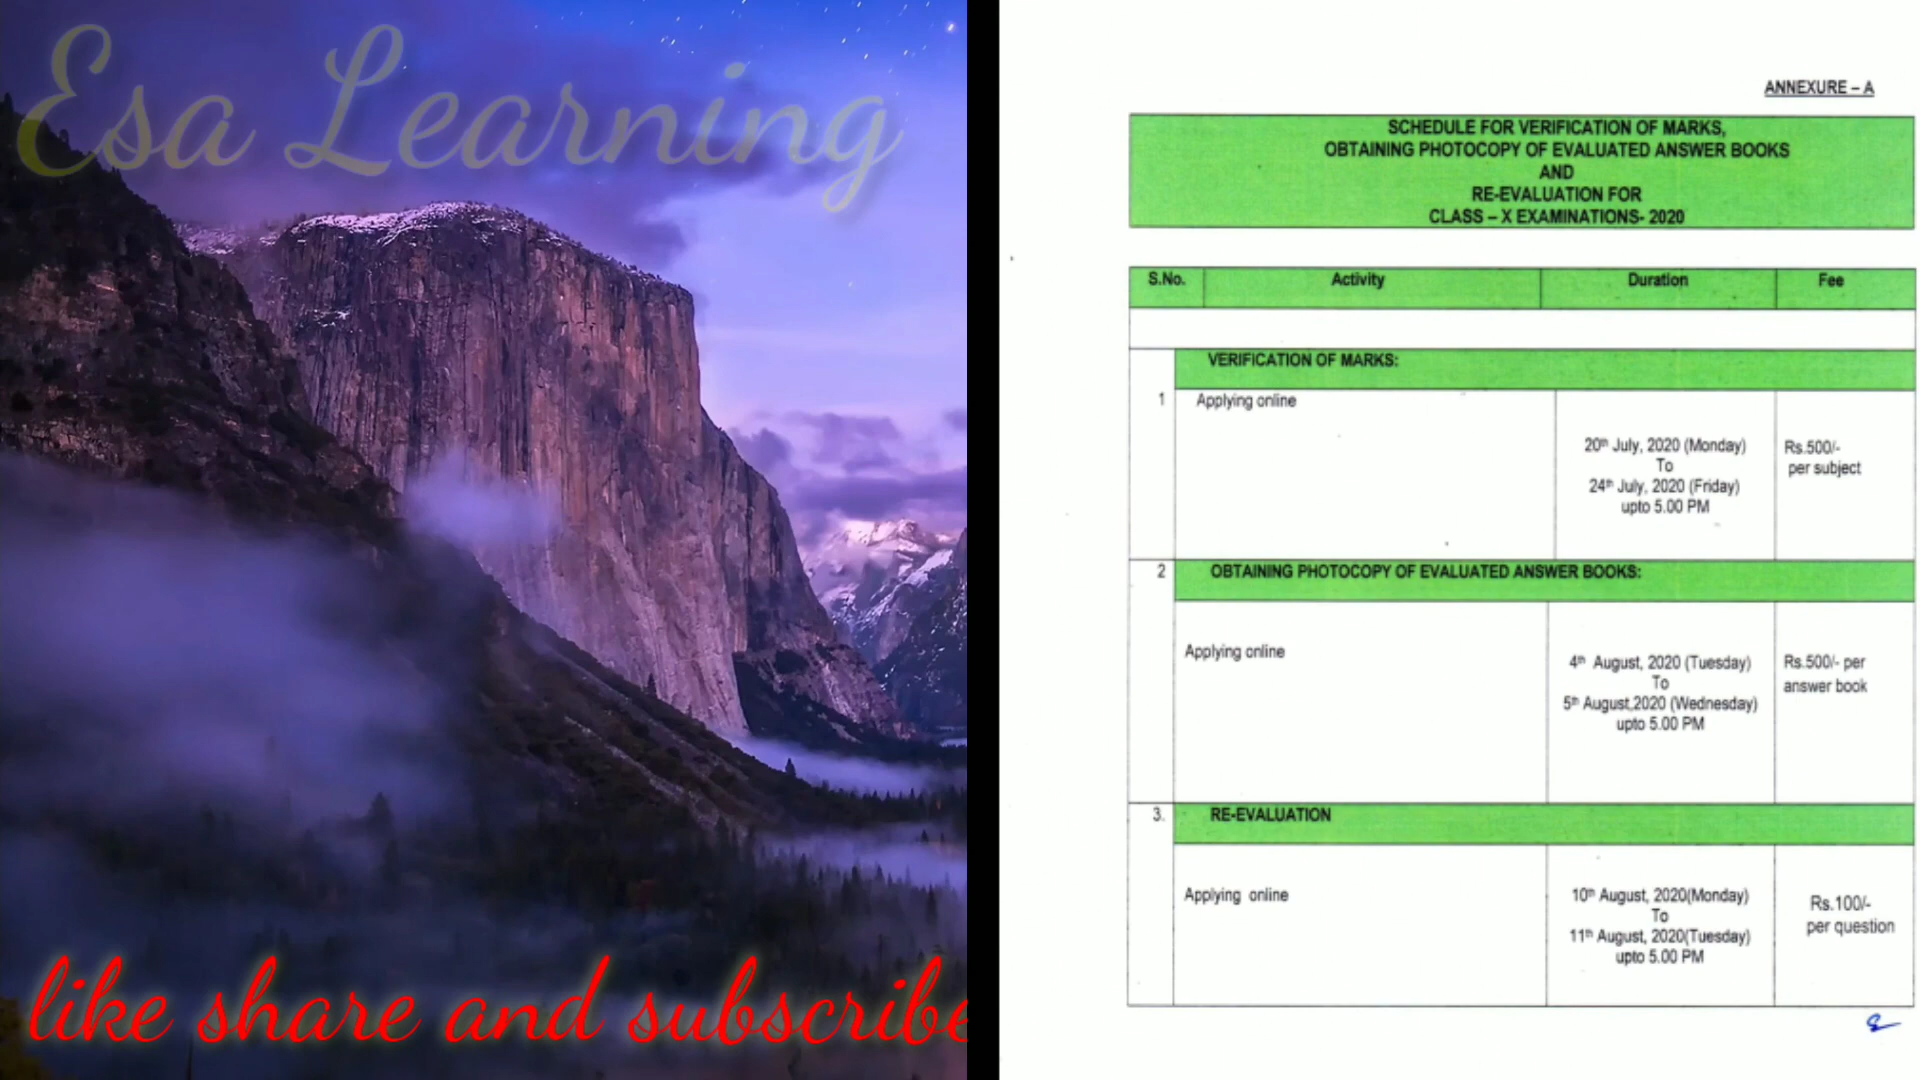 Esa Learning
like share and subscribe
ANNEXURE – A
SCHEDULE FOR VERIFICATION OF MARKS,
OBTAINING PHOTOCOPY OF EVALUATED ANSWER BOOKS
AND
RE-EVALUATION FOR
CLASS – X EXAMINATIONS- 2020
S.No. Activity Duration Fee
VERIFICATION OF MARKS:
1 Applying online
20th July, 2020 (Monday)
To
24th July, 2020 (Friday)
upto 5.00 PM
Rs.500/-
per subject
2 OBTAINING PHOTOCOPY OF EVALUATED ANSWER BOOKS:
Applying online
4th August, 2020 (Tuesday)
To
5th August,2020 (Wednesday)
upto 5.00 PM
Rs.500/- per
answer book
3. RE-EVALUATION
Applying online
10th August, 2020(Monday)
To
11th August, 2020(Tuesday)
upto 5.00 PM
Rs.100/-
per question